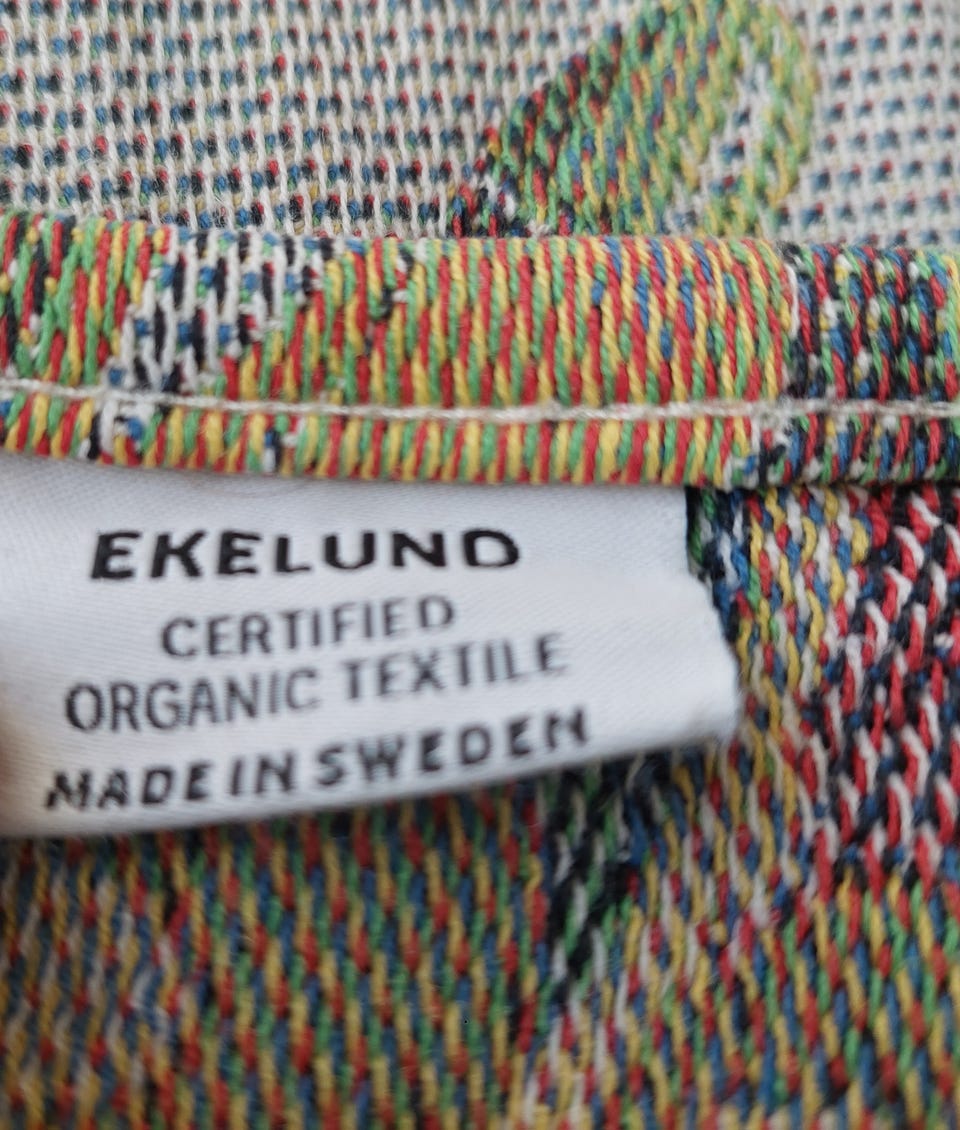 EKELUND
CERTIFIED
ORGANIC TEXTILE
MADE IN SWEDEN